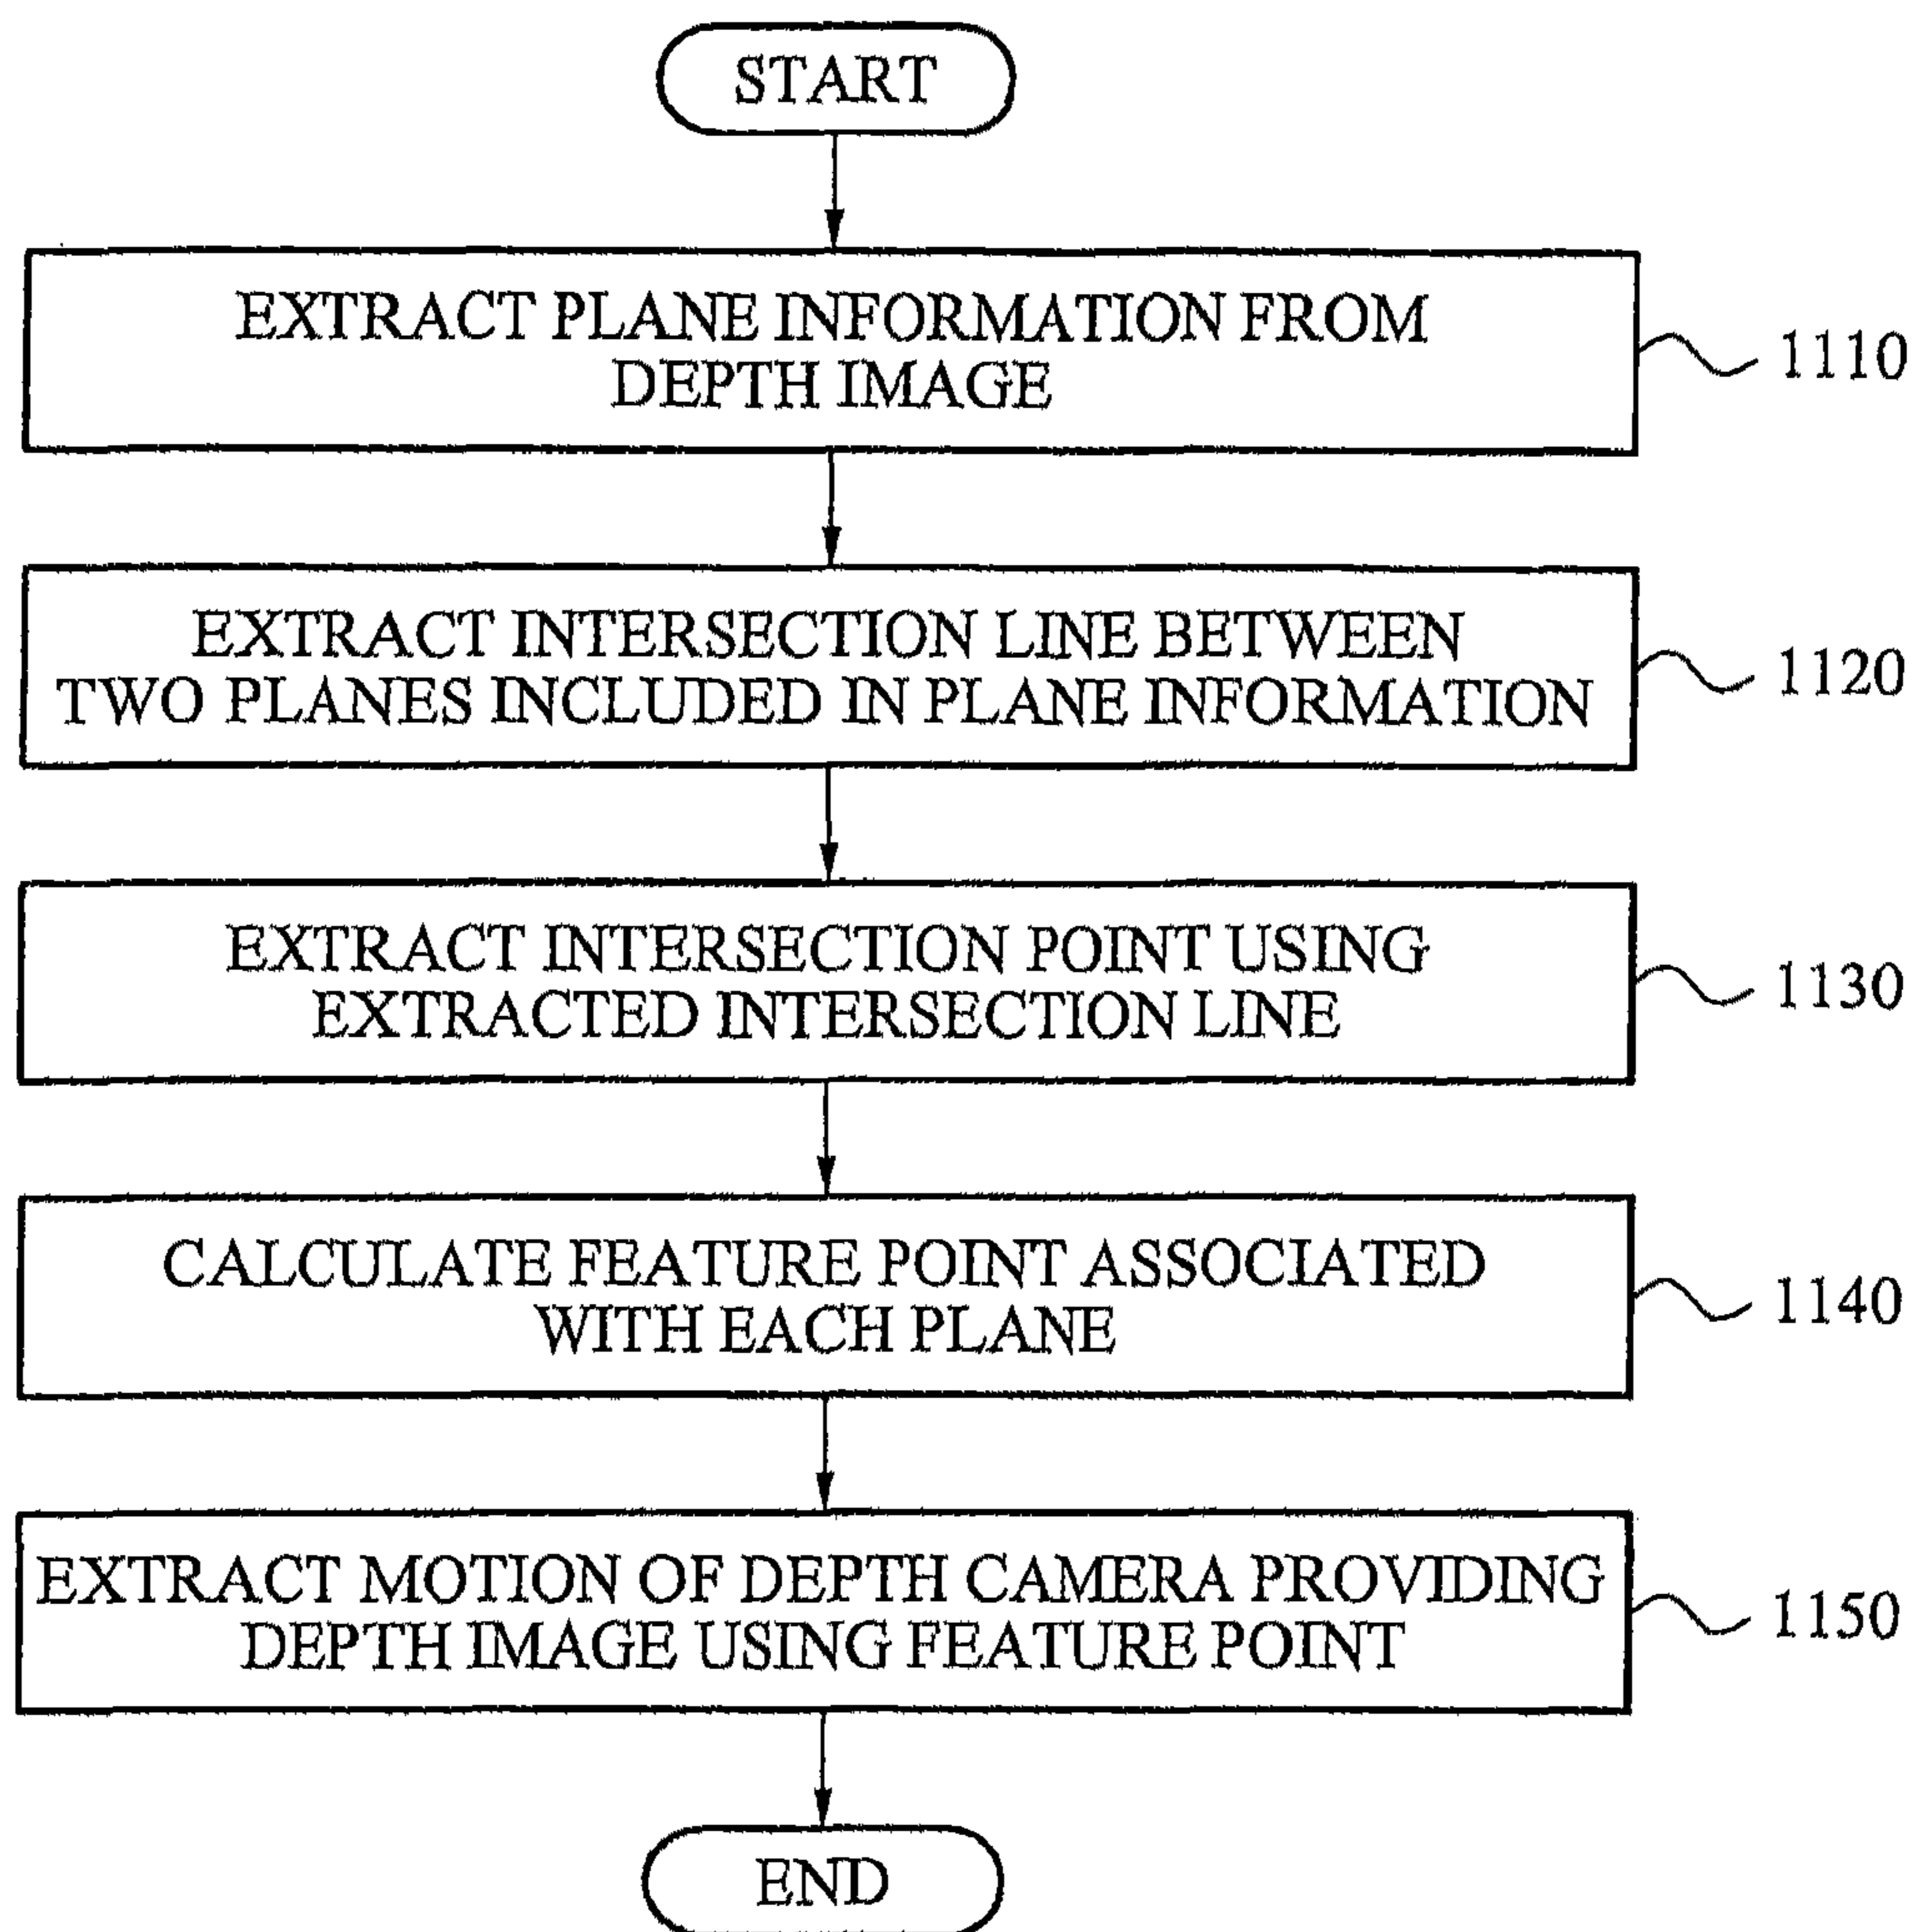 START
EXTRACT PLANE INFORMATION FROM
DEPTH IMAGE
1110
EXTRACT INTERSECTION LINE BETWEEN
TWO PLANES INCLUDED IN PLANE INFORMATION
1120
EXTRACT INTERSECTION POINT USING
EXTRACTED INTERSECTION LINE
1130
CALCULATE FEATURE POINT ASSOCIATED
WITH EACH PLANE
1140
EXTRACT MOTION OF DEPTH CAMERA PROVIDING
DEPTH IMAGE USING FEATURE POINT
1150
END